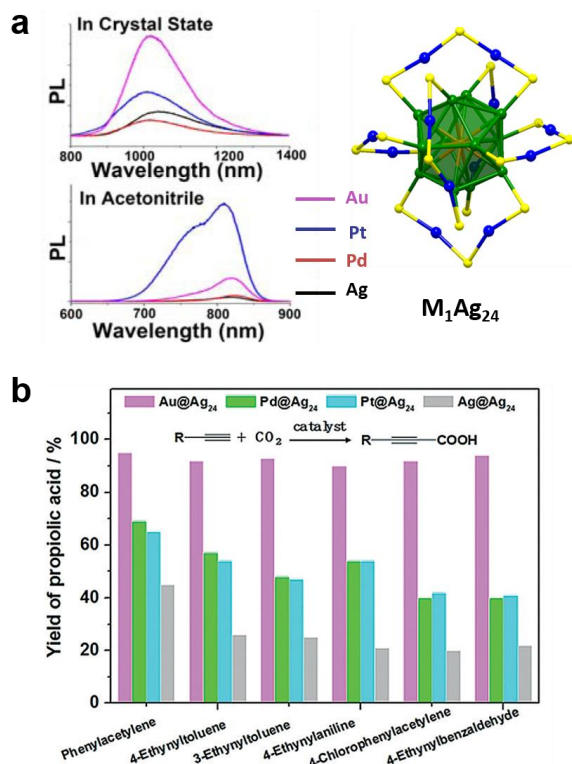 a
In Crystal State
PL
800 1000 1200 1400
Wavelength (nm)
In Acetonitrile
PL
600 700 800 900
Wavelength (nm)
Au
Pt
Pd
Ag
M₁Ag₂₄
b
Au@Ag₂₄ Pd@Ag₂₄ Pt@Ag₂₄ Ag@Ag₂₄
R + CO₂ catalyst R COOH
Yield of propiolic acid / %
100
80
60
40
20
0
Phenylacetylene
4-Ethynyltoluene
3-Ethynyltoluene
4-Ethynylaniline
4-Chlorophenylacetylene
4-Ethynylbenzaldehyde